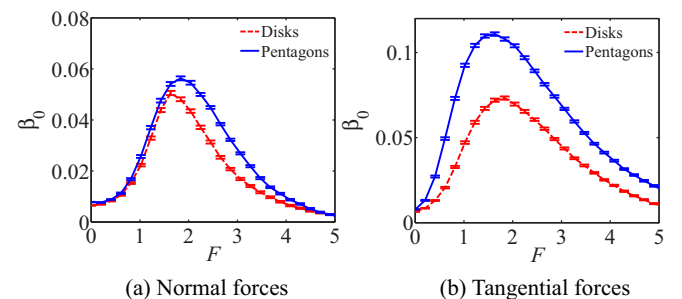 Disks
Pentagons
0.08
0.06
0.04
0.02
0
β0
0 1 2 3 4 5
F
(a) Normal forces
Disks
Pentagons
0.1
0.05
0
β0
0 1 2 3 4 5
F
(b) Tangential forces